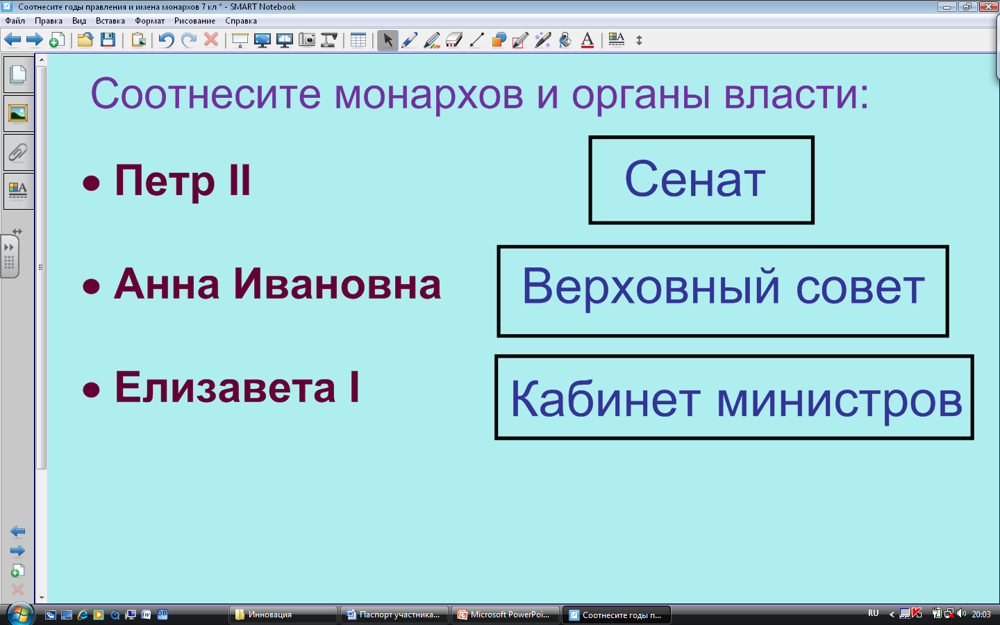 Соотнесите годы правления и имена монархов 7 кл * - SMART Notebook
Файл Правка Вид Вставка Формат Рисование Справка
Соотнесите монархов и органы власти:
• Петр II
Сенат
• Анна Ивановна
Верховный совет
• Елизавета I
Кабинет министров
Инновация
Паспорт участника...
Microsoft PowerPoi...
Соотнесите годы п...
RU
20:03